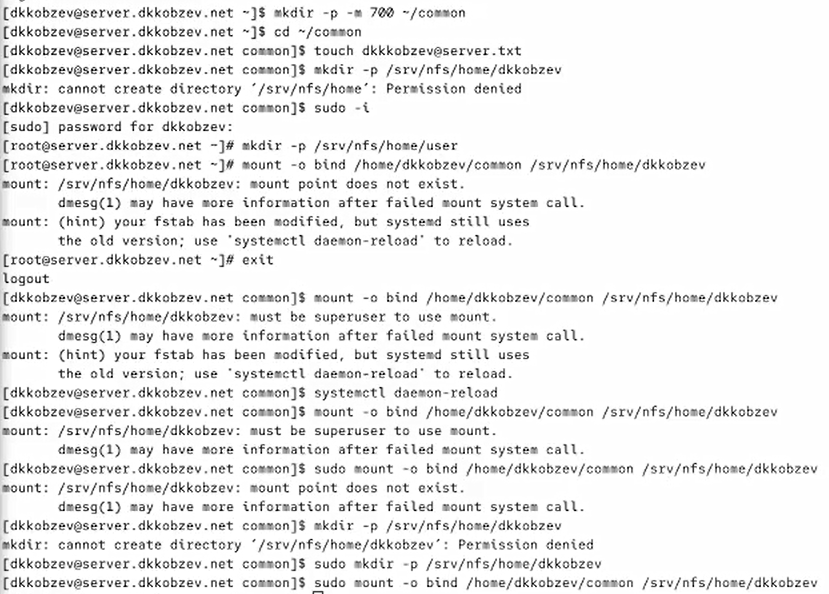 [dkkobzev@server.dkkobzev.net ~]$ mkdir -p -m 700 ~/common
[dkkobzev@server.dkkobzev.net ~]$ cd ~/common
[dkkobzev@server.dkkobzev.net common]$ touch dkkkobzev@server.txt
[dkkobzev@server.dkkobzev.net common]$ mkdir -p /srv/nfs/home/dkkobzev
mkdir: cannot create directory ‘/srv/nfs/home’: Permission denied
[dkkobzev@server.dkkobzev.net common]$ sudo -i
[sudo] password for dkkobzev:
[root@server.dkkobzev.net ~]# mkdir -p /srv/nfs/home/user
[root@server.dkkobzev.net ~]# mount -o bind /home/dkkobzev/common /srv/nfs/home/dkkobzev
mount: /srv/nfs/home/dkkobzev: mount point does not exist.
       dmesg(1) may have more information after failed mount system call.
mount: (hint) your fstab has been modified, but systemd still uses
       the old version; use 'systemctl daemon-reload' to reload.
[root@server.dkkobzev.net ~]# exit
logout
[dkkobzev@server.dkkobzev.net common]$ mount -o bind /home/dkkobzev/common /srv/nfs/home/dkkobzev
mount: /srv/nfs/home/dkkobzev: must be superuser to use mount.
       dmesg(1) may have more information after failed mount system call.
mount: (hint) your fstab has been modified, but systemd still uses
       the old version; use 'systemctl daemon-reload' to reload.
[dkkobzev@server.dkkobzev.net common]$ systemctl daemon-reload
[dkkobzev@server.dkkobzev.net common]$ mount -o bind /home/dkkobzev/common /srv/nfs/home/dkkobzev
mount: /srv/nfs/home/dkkobzev: must be superuser to use mount.
       dmesg(1) may have more information after failed mount system call.
[dkkobzev@server.dkkobzev.net common]$ sudo mount -o bind /home/dkkobzev/common /srv/nfs/home/dkkobzev
mount: /srv/nfs/home/dkkobzev: mount point does not exist.
       dmesg(1) may have more information after failed mount system call.
[dkkobzev@server.dkkobzev.net common]$ mkdir -p /srv/nfs/home/dkkobzev
mkdir: cannot create directory ‘/srv/nfs/home/dkkobzev’: Permission denied
[dkkobzev@server.dkkobzev.net common]$ sudo mkdir -p /srv/nfs/home/dkkobzev
[dkkobzev@server.dkkobzev.net common]$ sudo mount -o bind /home/dkkobzev/common /srv/nfs/home/dkkobzev